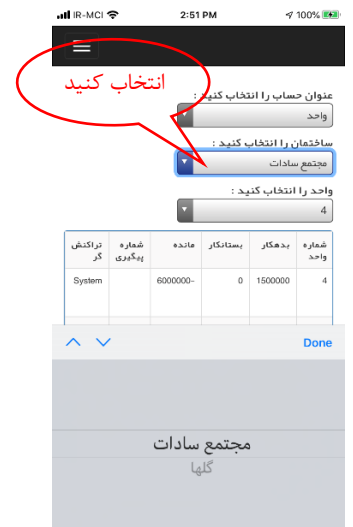 IR-MCI 2:51 PM 100%
انتخاب کنید
عنوان حساب را انتخاب کنید :
واحد
ساختمان را انتخاب کنید :
مجتمع سادات
واحد را انتخاب کنید :
4
شماره واحد بدهکار بستانکار مانده شماره پیگیری تراکنش گر
4 1500000 0 6000000- System
Done
مجتمع سادات
گلها